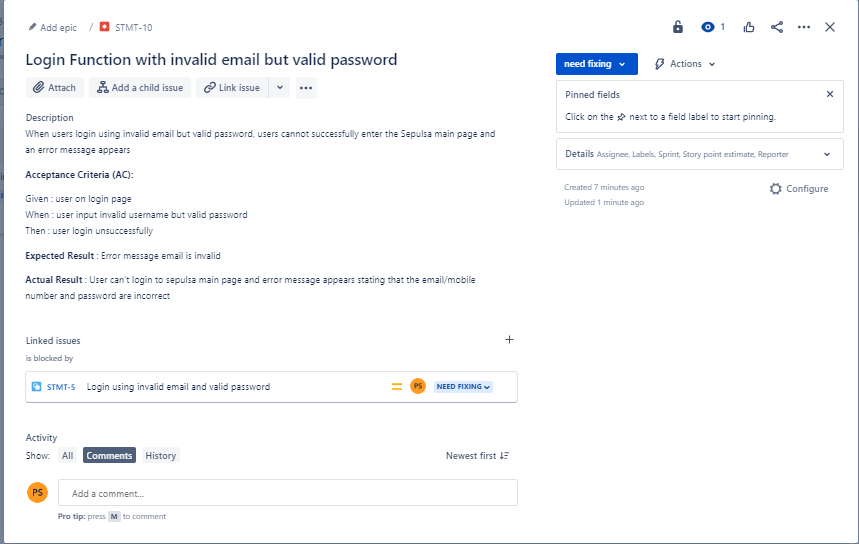 Add epic / STMT-10
1
Login Function with invalid email but valid password
Attach Add a child issue Link issue
Description
When users login using invalid email but valid password, users cannot successfully enter the Sepulsa main page and
an error message appears
Acceptance Criteria (AC):
Given : user on login page
When : user input invalid username but valid password
Then : user login unsuccessfully
Expected Result : Error message email is invalid
Actual Result : User can't login to sepulsa main page and error message appears stating that the email/mobile
number and password are incorrect
Linked issues
is blocked by
STMT-5 Login using invalid email and valid password PS NEED FIXING
Activity
Show: All Comments History Newest first
PS Add a comment...
Pro tip: press M to comment
need fixing Actions
Pinned fields
Click on the next to a field label to start pinning.
Details Assignee, Labels, Sprint, Story point estimate, Reporter
Created 7 minutes ago Configure
Updated 1 minute ago